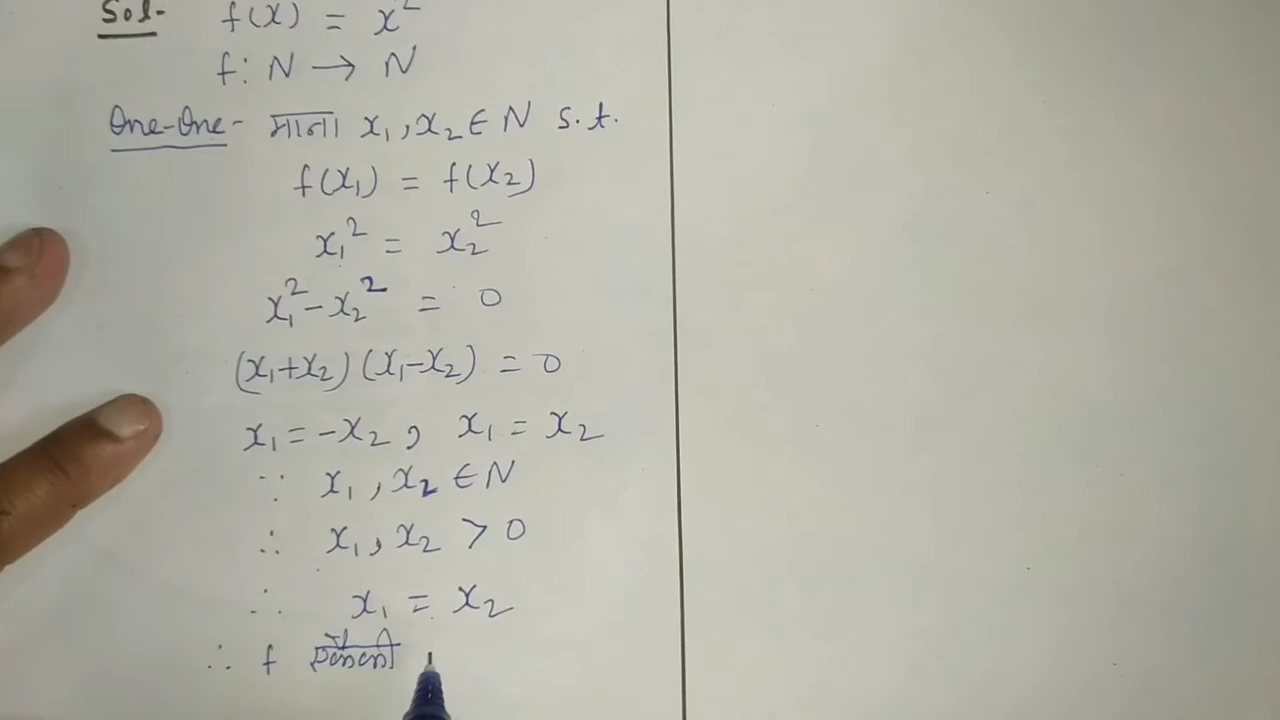 Sol- f(x) = x²
f: N → N
One-One- माना x₁, x₂ ∈ N s.t.
f(x₁) = f(x₂)
x₁² = x₂²
x₁² - x₂² = 0
(x₁+x₂) (x₁-x₂) = 0
x₁ = -x₂, x₁ = x₂
∵ x₁, x₂ ∈ N
∴ x₁, x₂ > 0
∴ x₁ = x₂
∴ f एकैकी